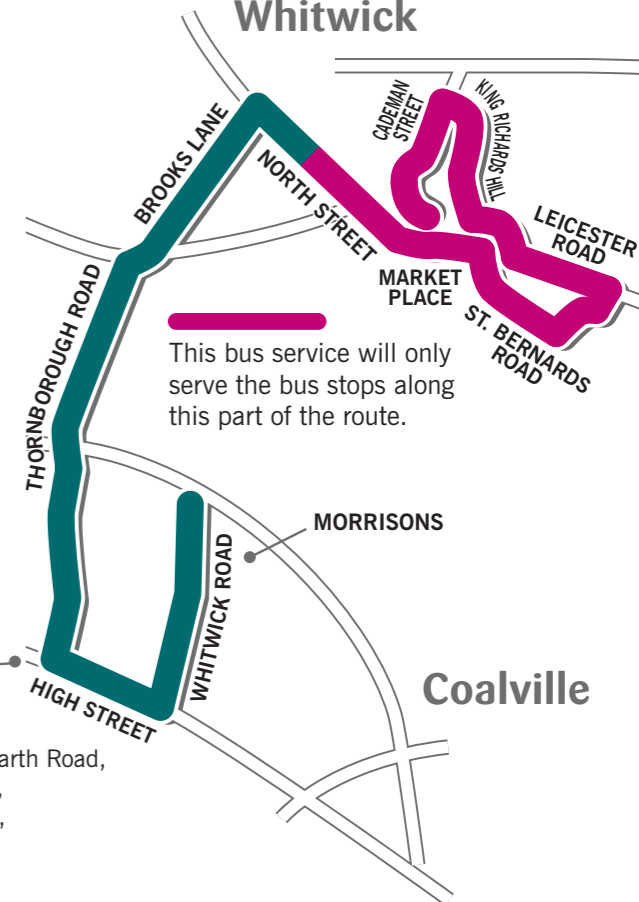 Whitwick
CADEMAN
STREET
KING RICHARDS HILL
BROOKS LANE
NORTH STREET
LEICESTER
ROAD
MARKET
PLACE
ST. BERNARDS
ROAD
THORNBOROUGH ROAD
This bus service will only
serve the bus stops along
this part of the route.
MORRISONS
WHITWICK ROAD
Coalville
HIGH STREET
arth Road,
,
,